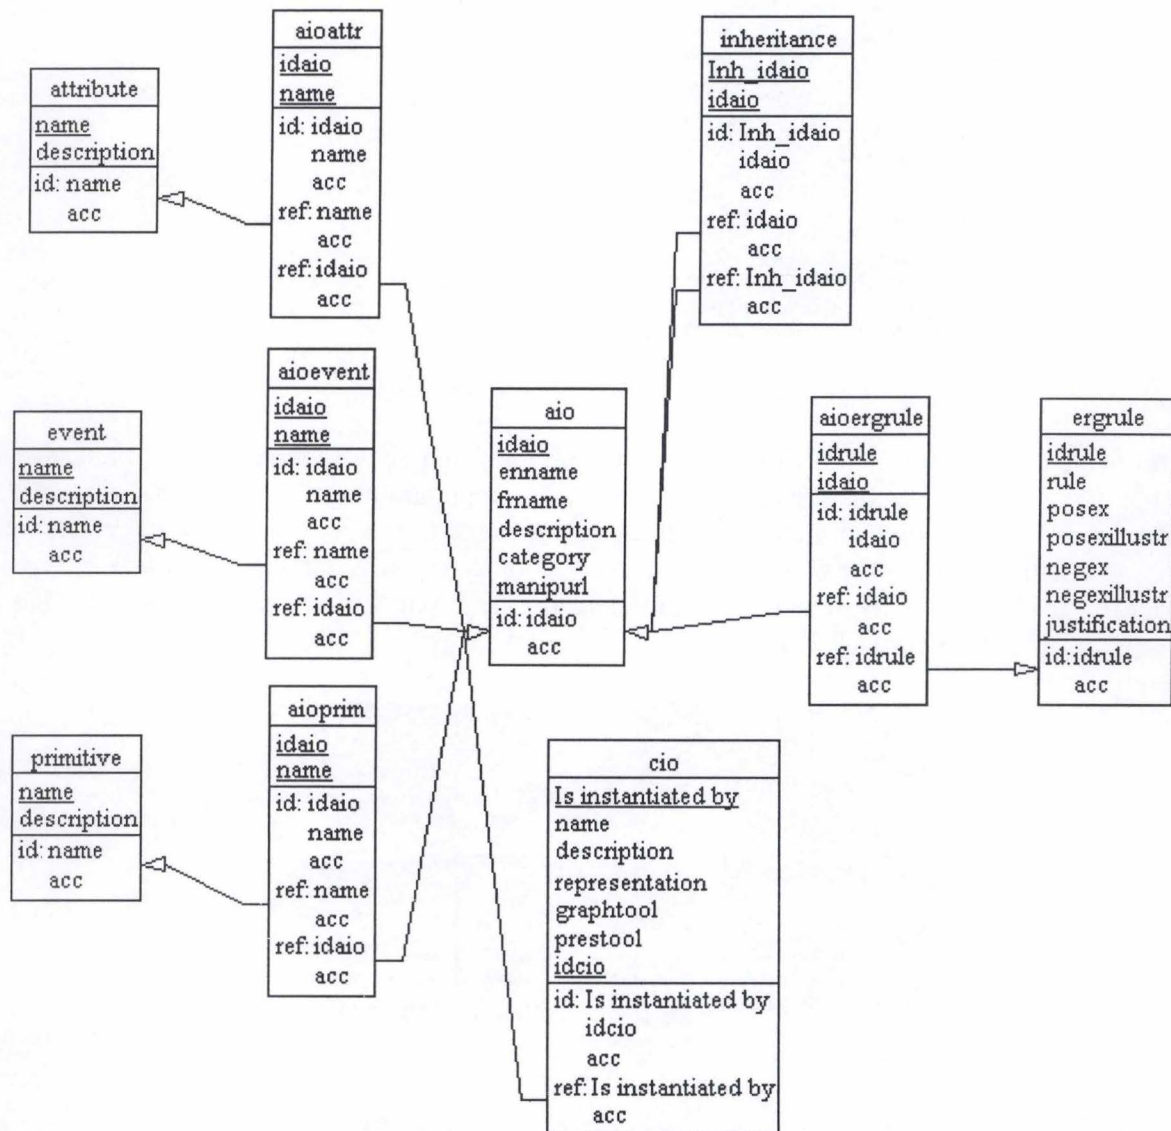 attribute
name
description
id: name
acc
aioattr
idaio
name
id: idaio
name
acc
ref: name
acc
ref: idaio
acc
inheritance
Inh_idaio
idaio
id: Inh_idaio
idaio
acc
ref: idaio
acc
ref: Inh_idaio
acc
event
name
description
id: name
acc
aioevent
idaio
name
id: idaio
name
acc
ref: name
acc
ref: idaio
acc
aio
idaio
enname
frname
description
category
manipurl
id: idaio
acc
aioergrule
idrule
idaio
id: idrule
idaio
acc
ref: idaio
acc
ref: idrule
acc
ergrule
idrule
rule
posex
posexillustr
negex
negexillustr
justification
id:idrule
acc
primitive
name
description
id: name
acc
aioprim
idaio
name
id: idaio
name
acc
ref: name
acc
ref: idaio
acc
cio
Is instantiated by
name
description
representation
graphtool
prestool
idcio
id: Is instantiated by
idcio
acc
ref: Is instantiated by
acc